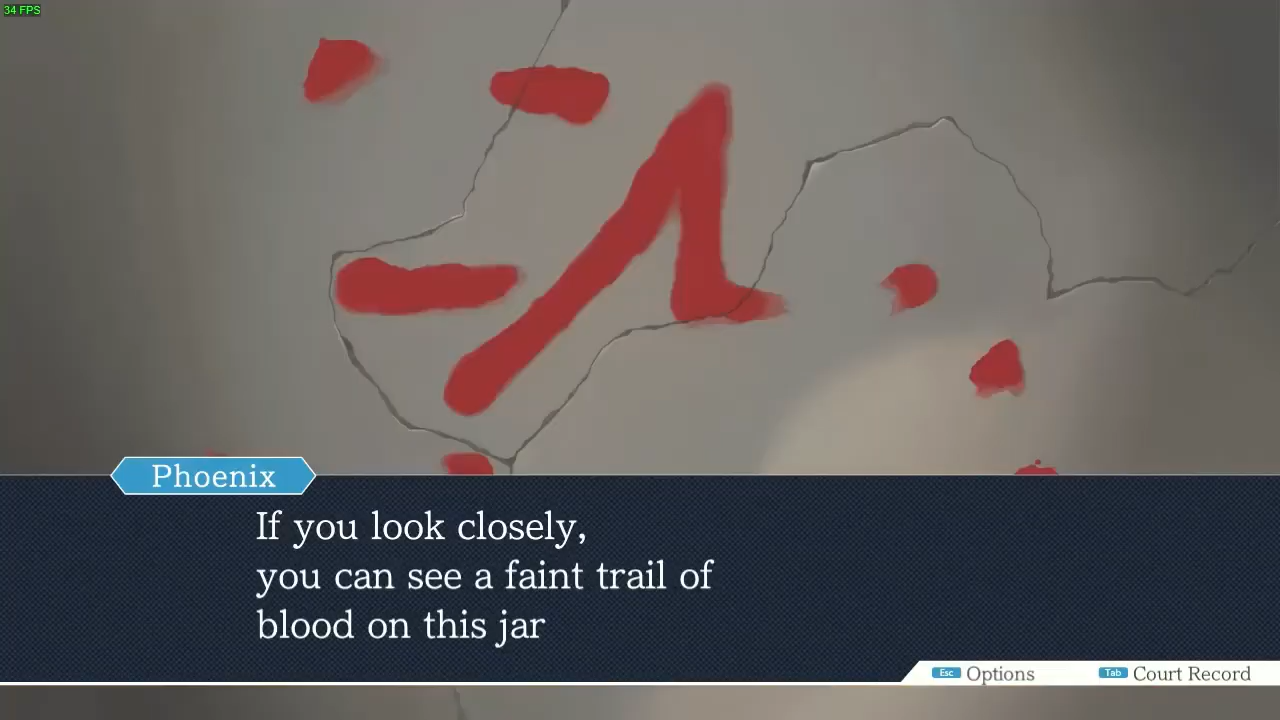 34 FPS
Phoenix
If you look closely,
you can see a faint trail of
blood on this jar
Esc Options Tab Court Record